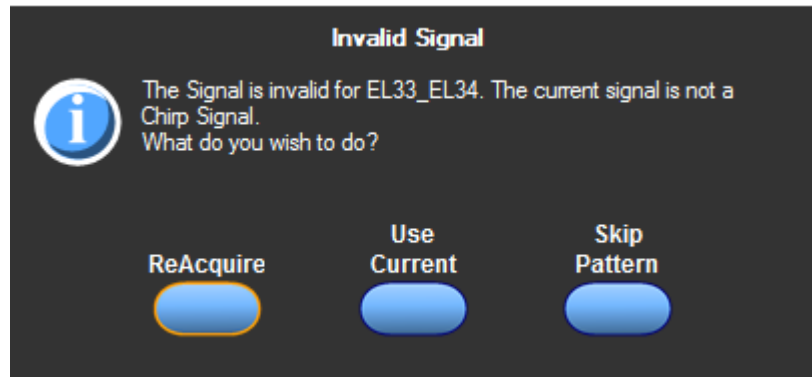 Invalid Signal
The Signal is invalid for EL33_EL34. The current signal is not a
Chirp Signal.
What do you wish to do?
ReAcquire
Use
Current
Skip
Pattern